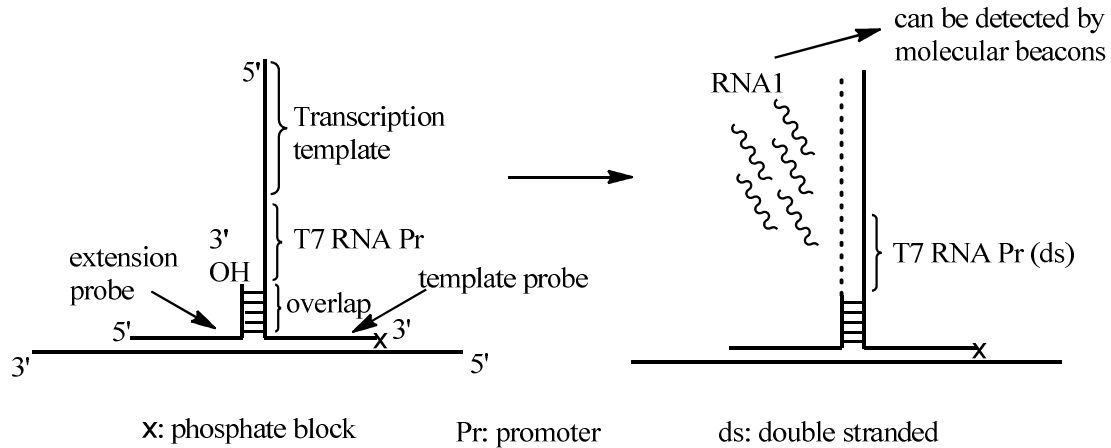 5'
Transcription
template
3'
OH
T7 RNA Pr
extension
probe
overlap
template probe
5'
x 3'
3'
5'
can be detected by
molecular beacons
RNA1
T7 RNA Pr (ds)
x
x: phosphate block
Pr: promoter
ds: double stranded